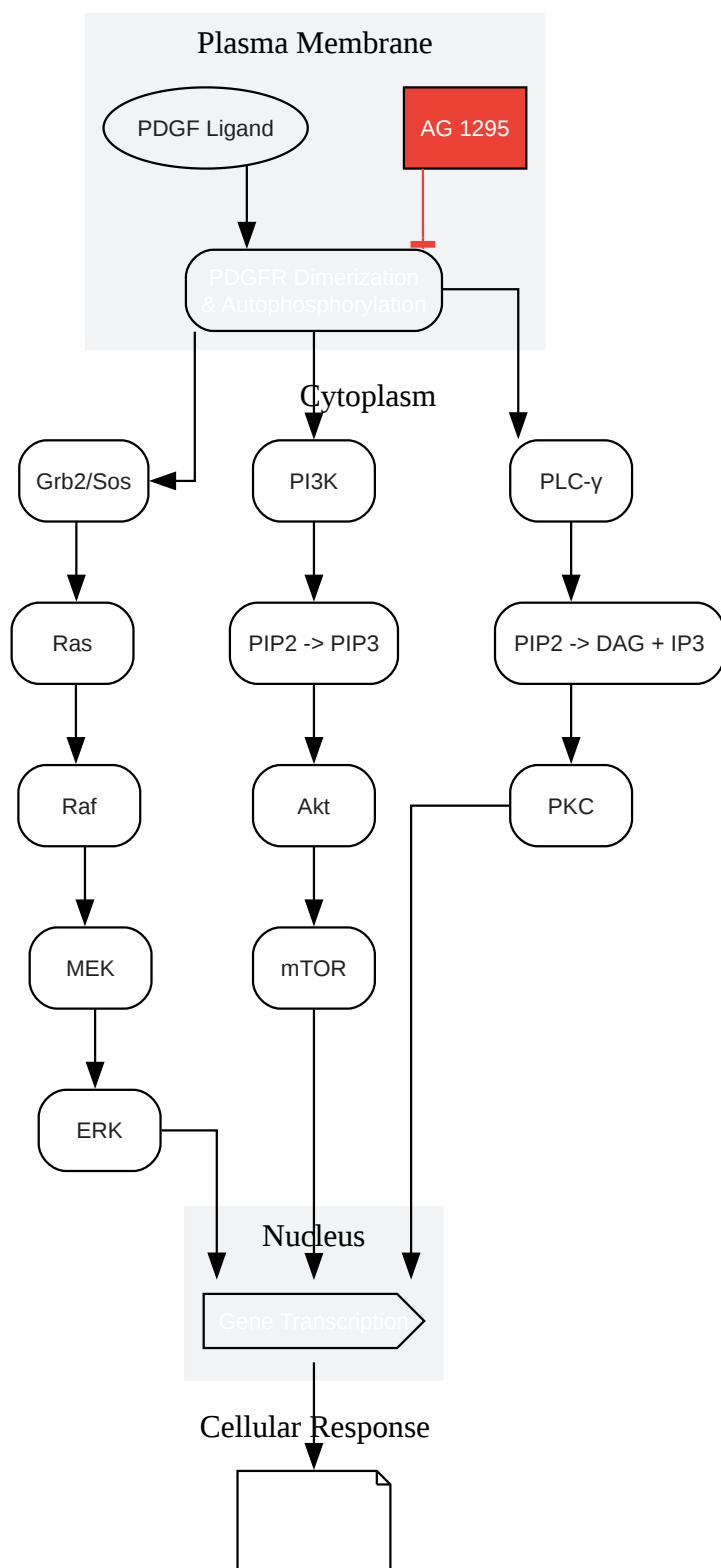 Plasma Membrane
PDGF Ligand
AG 1295
PDGFR Dimerization
& Autophosphorylation
Cytoplasm
Grb2/Sos
PI3K
PLC-γ
Ras
PIP2 -> PIP3
PIP2 -> DAG + IP3
Raf
Akt
PKC
MEK
mTOR
ERK
Nucleus
Gene Transcription
Cellular Response